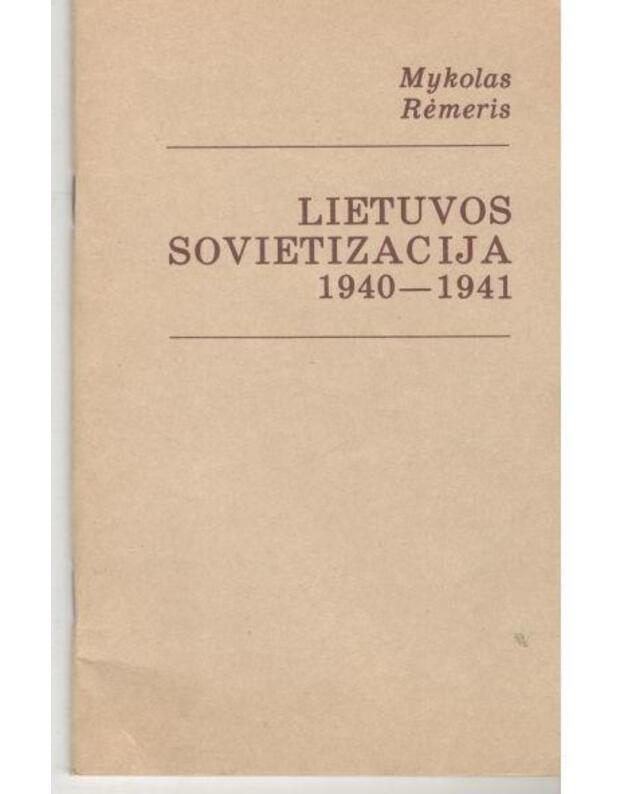 Mykolas
Rėmeris
LIETUVOS
SOVIETIZACIJA
1940—1941